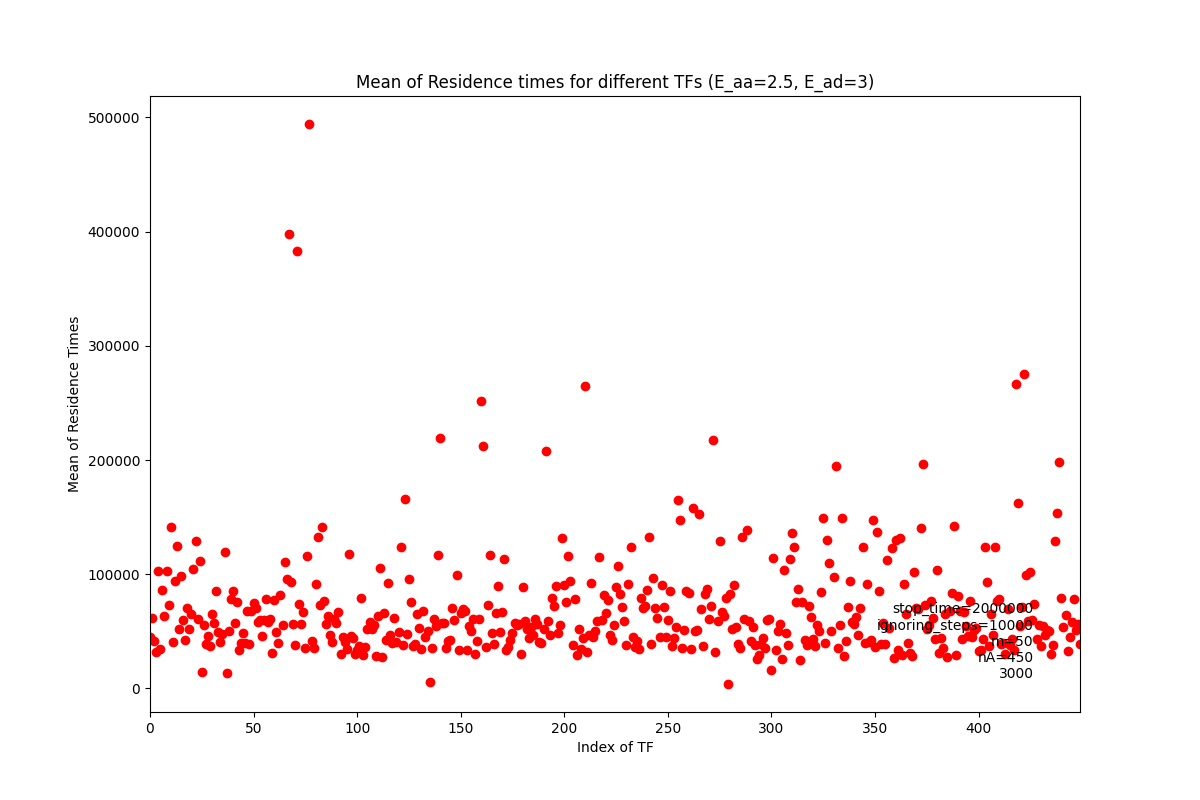 Mean of Residence times for different TFs (E_aa=2.5, E_ad=3)
500000
400000
300000
200000
100000
0
Mean of Residence Times
stop_time=2000000
ignoring_steps=10000
m=50
nA=450
3000
0 50 100 150 200 250 300 350 400
Index of TF